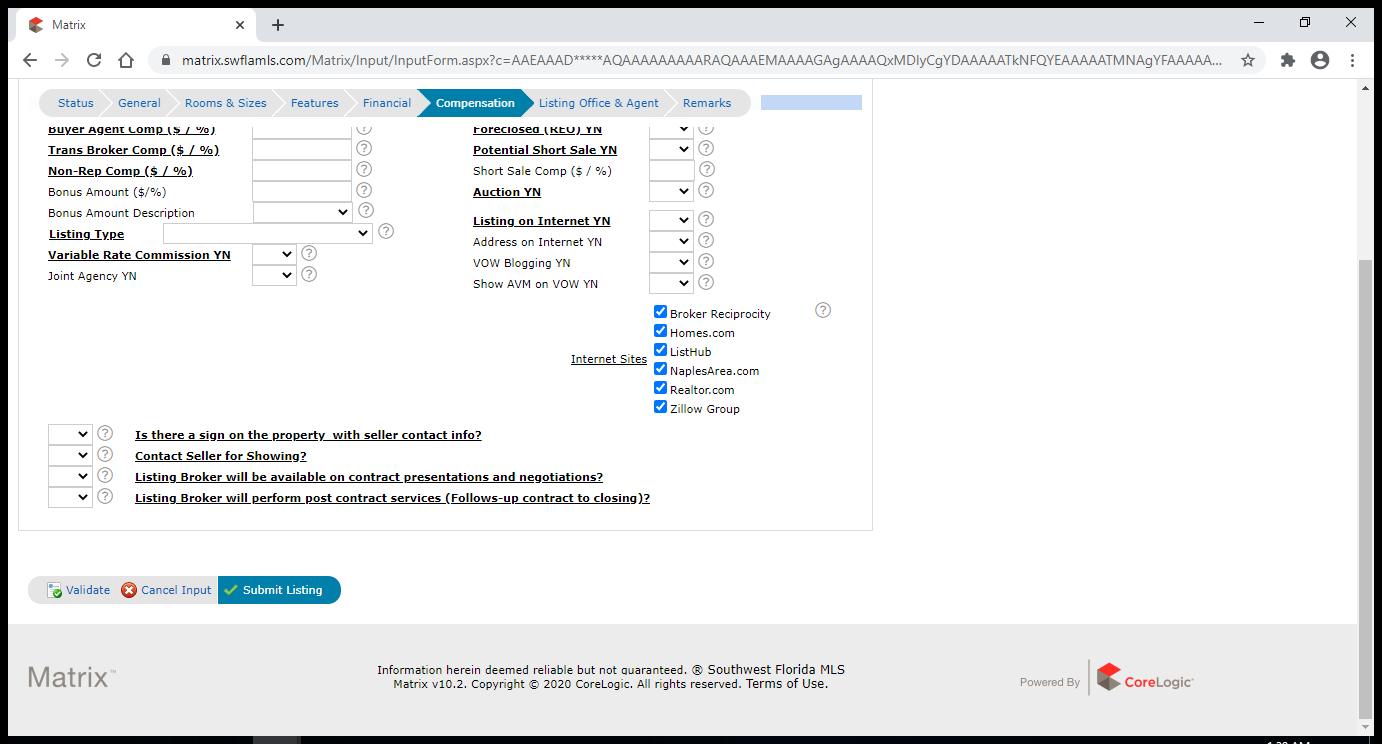 Matrix
matrix.swflamls.com/Matrix/Input/InputForm.aspx?c=AAEAAAD*****AQAAAAAAAAARAQAAAEMAAAAGAgAAAAQxMDIyCgYDAAAAATkNFQYEAAAAATMNAgYFAAAAA...
Status General Rooms & Sizes Features Financial Compensation Listing Office & Agent Remarks
Buyer Agent Comp ($ / %)
Trans Broker Comp ($ / %)
Non-Rep Comp ($ / %)
Bonus Amount ($/%)
Bonus Amount Description
Listing Type
Variable Rate Commission YN
Joint Agency YN
Foreclosed (REO) YN
Potential Short Sale YN
Short Sale Comp ($ / %)
Auction YN
Listing on Internet YN
Address on Internet YN
VOW Blogging YN
Show AVM on VOW YN
Internet Sites
Broker Reciprocity
Homes.com
ListHub
NaplesArea.com
Realtor.com
Zillow Group
Is there a sign on the property with seller contact info?
Contact Seller for Showing?
Listing Broker will be available on contract presentations and negotiations?
Listing Broker will perform post contract services (Follows-up contract to closing)?
Validate Cancel Input Submit Listing
Matrix™
Information herein deemed reliable but not guaranteed. ® Southwest Florida MLS
Matrix v10.2. Copyright © 2020 CoreLogic. All rights reserved. Terms of Use.
Powered By CoreLogic